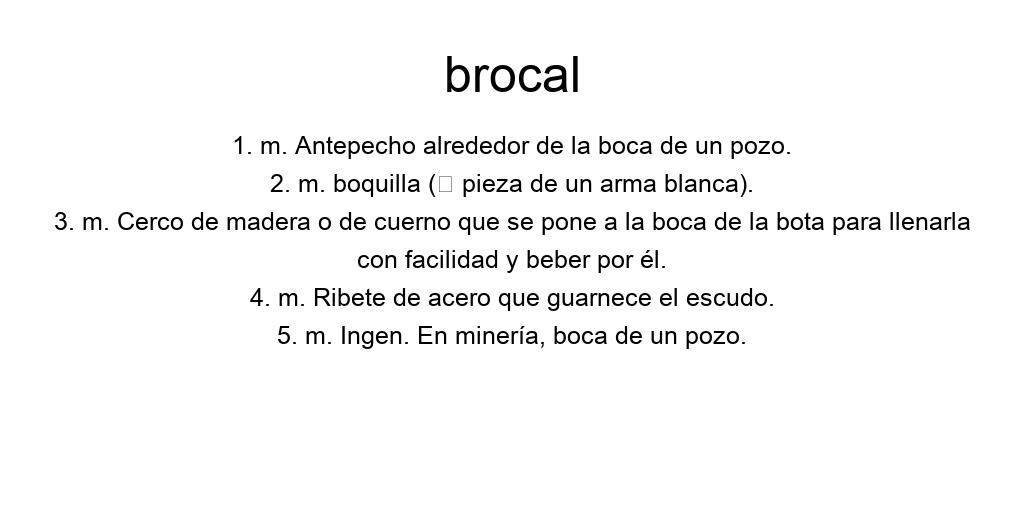 brocal
1. m. Antepecho alrededor de la boca de un pozo.
2. m. boquilla (▯ pieza de un arma blanca).
3. m. Cerco de madera o de cuerno que se pone a la boca de la bota para llenarla
con facilidad y beber por él.
4. m. Ribete de acero que guarnece el escudo.
5. m. Ingen. En minería, boca de un pozo.